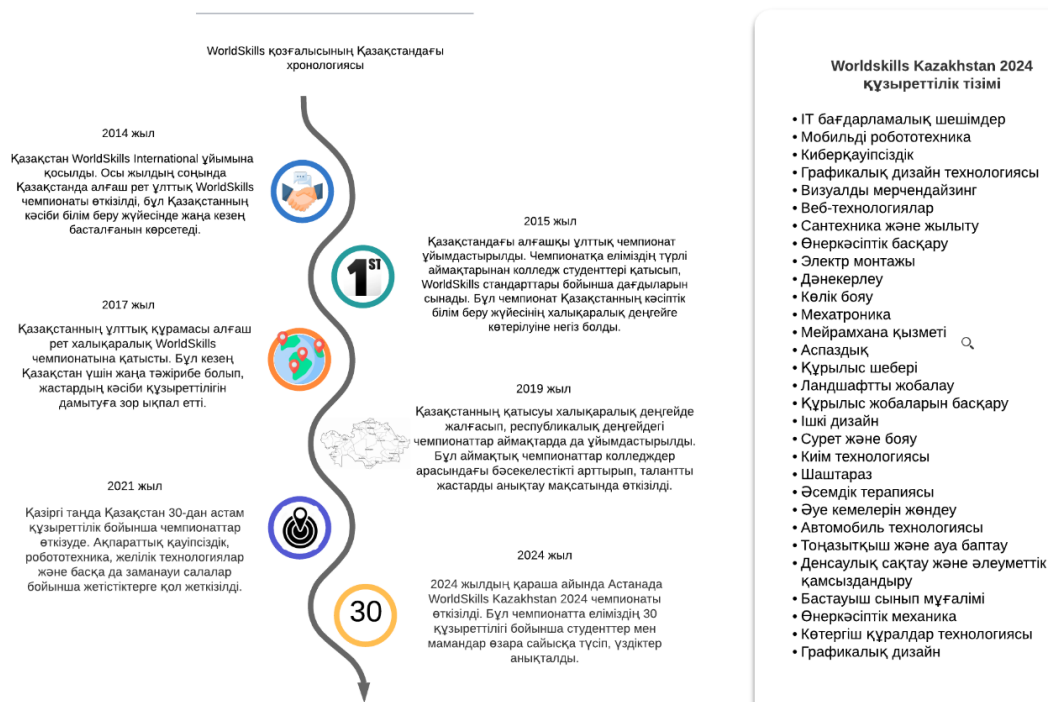 WorldSkills қозғалысының Қазақстандағы
хронологиясы
2014 жыл
Қазақстан WorldSkills International ұйымына
қосылды. Осы жылдың соңында
Қазақстанда алғаш рет ұлттық WorldSkills
чемпионаты өткізілді, бұл Қазақстанның
кәсіби білім беру жүйесінде жаңа кезең
басталғанын көрсетеді.
2015 жыл
Қазақстандағы алғашқы ұлттық чемпионат
ұйымдастырылды. Чемпионатқа еліміздің түрлі
аймақтарынан колледж студенттері қатысып,
WorldSkills стандарттары бойынша дағдыларын
сынады. Бұл чемпионат Қазақстанның кәсіптік
білім беру жүйесінің халықаралық деңгейге
көтерілуіне негіз болды.
1ST
2017 жыл
Қазақстанның ұлттық құрамасы алғаш
рет халықаралық WorldSkills
чемпионатына қатысты. Бұл кезең
Қазақстан үшін жаңа тәжірибе болып,
жастардың кәсіби құзыреттілігін
дамытуға зор ықпал етті.
2019 жыл
Қазақстанның қатысуы халықаралық деңгейде
жалғасып, республикалық деңгейдегі
чемпионаттар аймақтарда да ұйымдастырылды.
Бұл аймақтық чемпионаттар колледждер
арасындағы бәсекелестікті арттырып, талантты
жастарды анықтау мақсатында өткізілді.
2021 жыл
Қазіргі таңда Қазақстан 30-дан астам
құзыреттілік бойынша чемпионаттар
өткізуде. Ақпараттық қауіпсіздік,
робототехника, желілік технологиялар
және басқа да заманауи салалар
бойынша жетістіктерге қол жеткізілді.
2024 жыл
2024 жылдың қараша айында Астанада
WorldSkills Kazakhstan 2024 чемпионаты
өткізілді. Бұл чемпионатта еліміздің 30
құзыреттілігі бойынша студенттер мен
мамандар өзара сайысқа түсіп, үздіктер
анықталды.
30
Worldskills Kazakhstan 2024
құзыреттілік тізімі
• IT бағдарламалық шешімдер
• Мобильді робототехника
• Киберқауіпсіздік
• Графикалық дизайн технологиясы
• Визуалды мерчендайзинг
• Веб-технологиялар
• Сантехника және жылыту
• Өнеркәсіптік басқару
• Электр монтажы
• Дәнекерлеу
• Көлік бояу
• Мехатроника
• Мейрамхана қызметі
• Аспаздық
• Құрылыс шебері
• Ландшафтты жобалау
• Құрылыс жобаларын басқару
• Ішкі дизайн
• Сурет және бояу
• Киім технологиясы
• Шаштараз
• Әсемдік терапиясы
• Әуе кемелерін жөндеу
• Автомобиль технологиясы
• Тоңазытқыш және ауа баптау
• Денсаулық сақтау және әлеуметтік
қамсыздандыру
• Бастауыш сынып мұғалімі
• Өнеркәсіптік механика
• Көтергіш құралдар технологиясы
• Графикалық дизайн